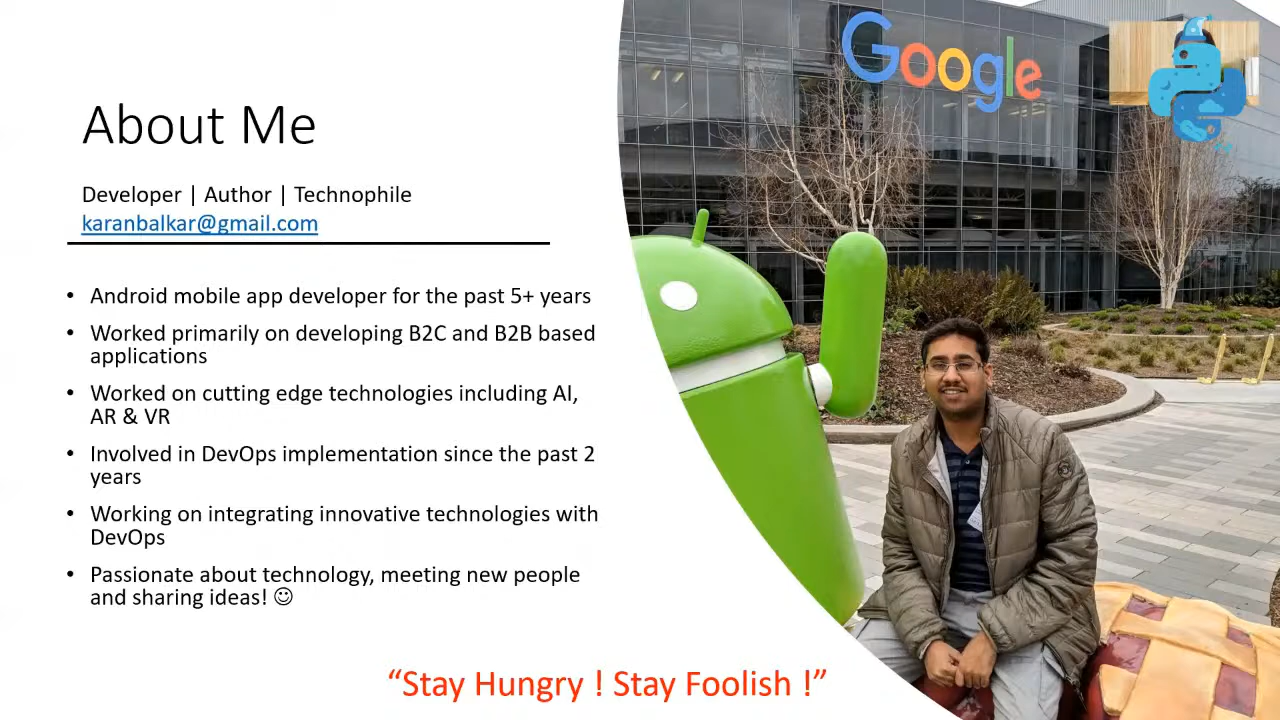 About Me
Developer | Author | Technophile
karanbalkar@gmail.com
• Android mobile app developer for the past 5+ years
• Worked primarily on developing B2C and B2B based
applications
• Worked on cutting edge technologies including AI,
AR & VR
• Involved in DevOps implementation since the past 2
years
• Working on integrating innovative technologies with
DevOps
• Passionate about technology, meeting new people
and sharing ideas! ☺
“Stay Hungry ! Stay Foolish !”
Google